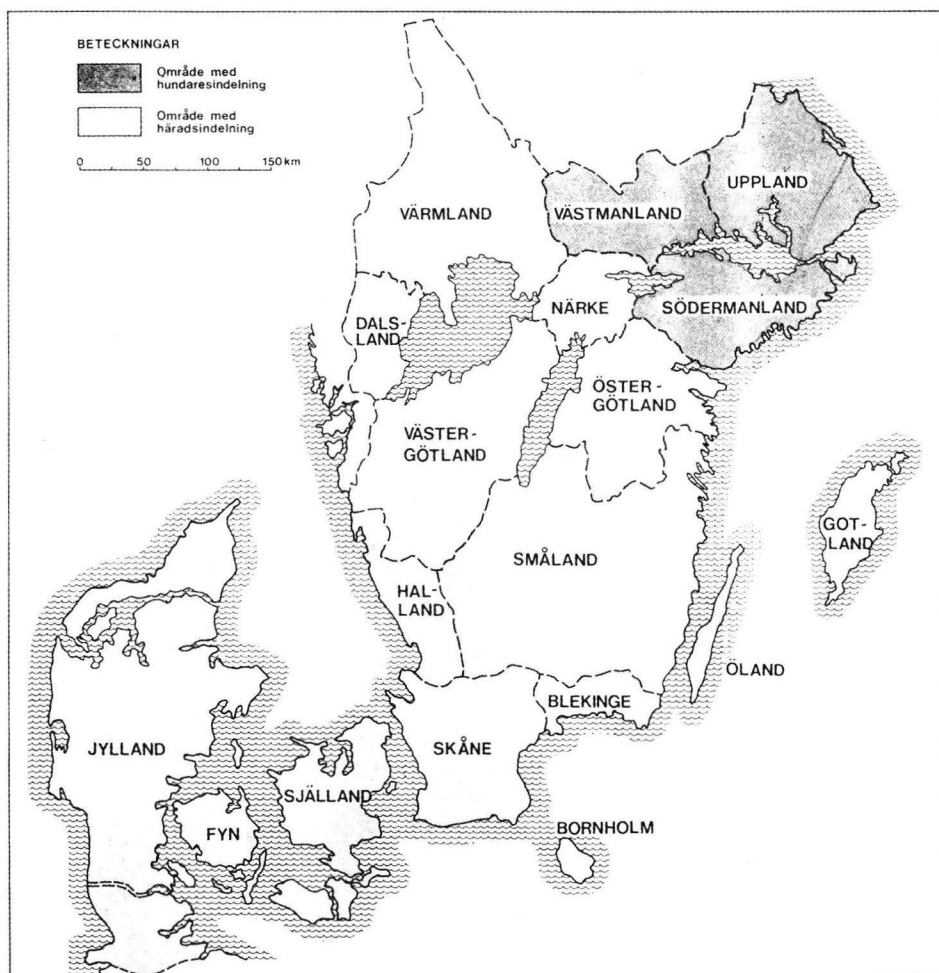 BETECKNINGAR
Område med
hundaresindelning
Område med
häradsindelning
0 50 100 150 km
VÄRMLAND
VÄSTMANLAND
UPPLAND
DALS-
LAND
NÄRKE
SÖDERMANLAND
ÖSTER-
GÖTLAND
VÄSTER-
GÖTLAND
GOT-
LAND
SMÅLAND
HAL-
LAND
ÖLAND
BLEKINGE
JYLLAND
SKÅNE
SJÄLLAND
FYN
BORNHOLM